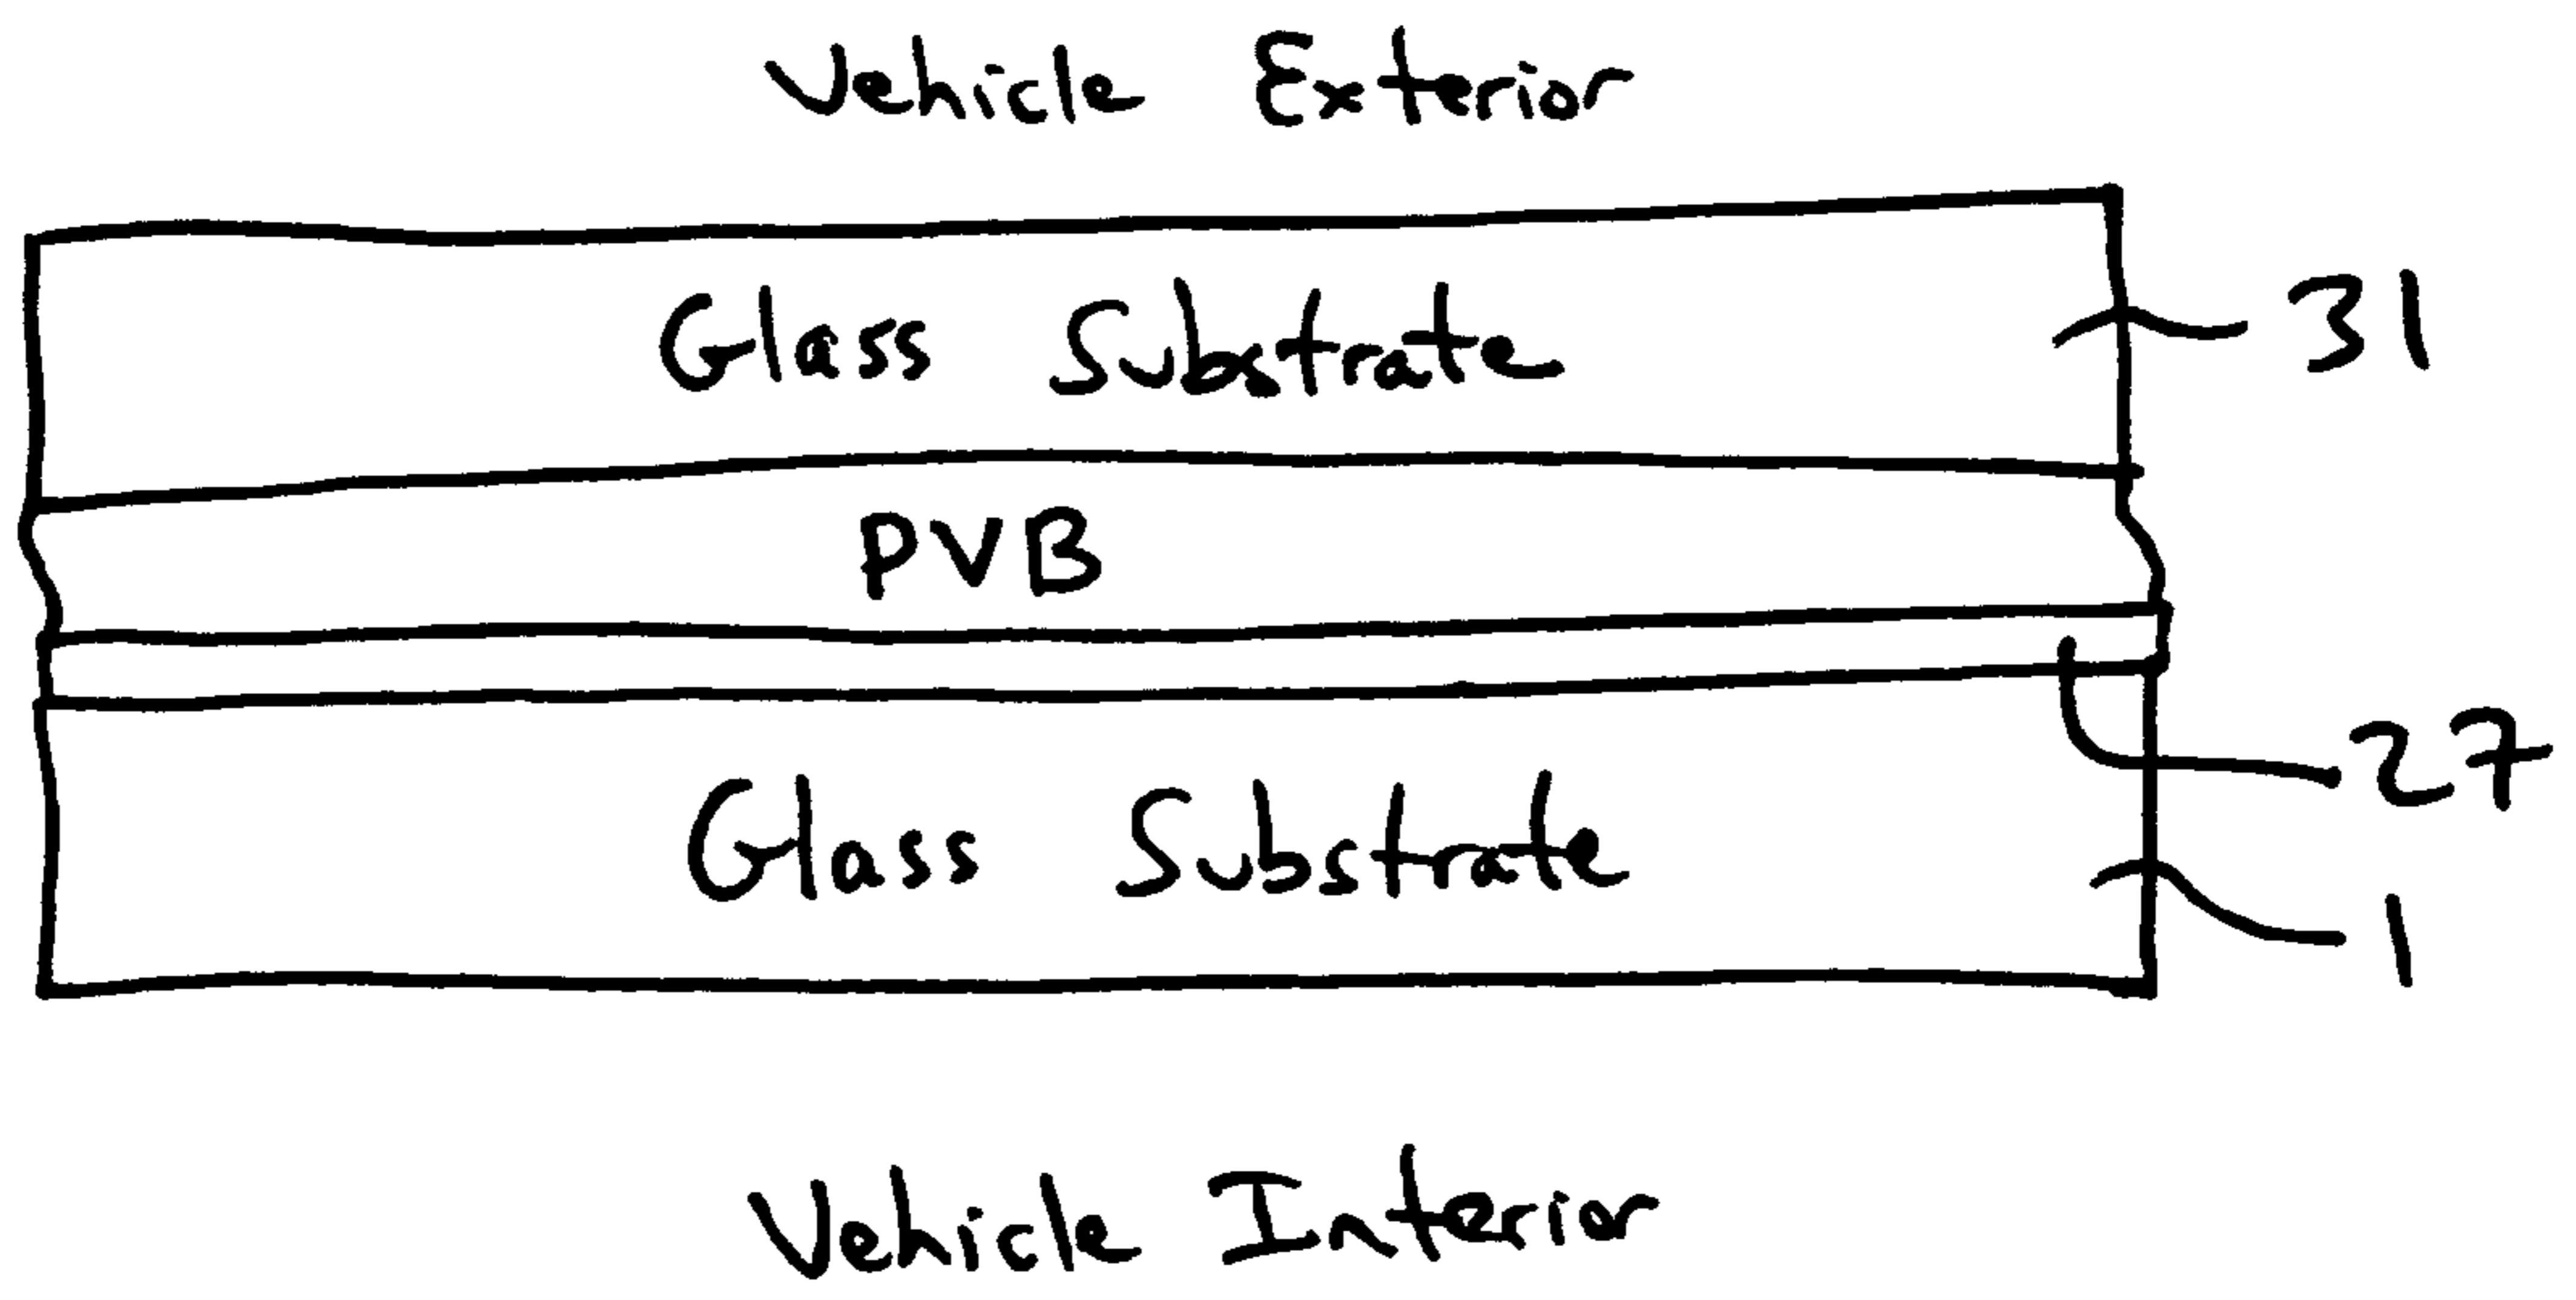 Vehicle Exterior
Glass Substrate
31
PVB
27
Glass Substrate
1
Vehicle Interior